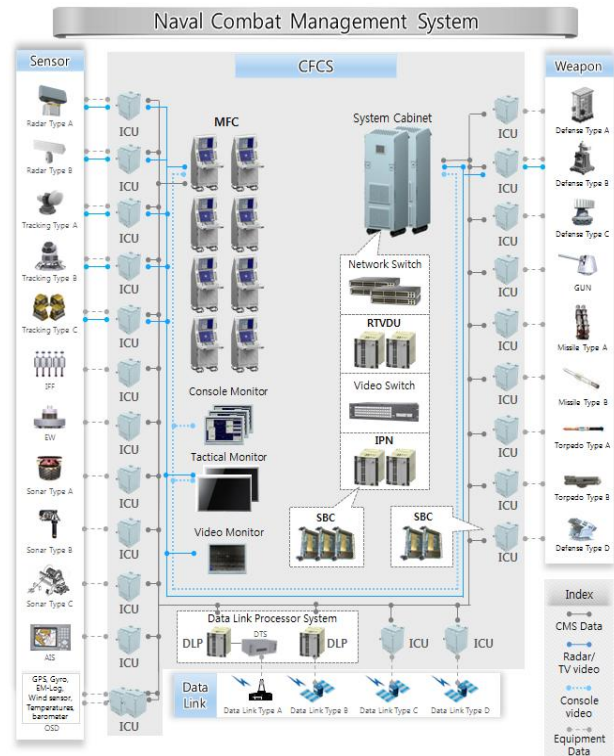 Naval Combat Management System
Sensor
CFCS
Weapon
Radar Type A
ICU
Radar Type B
ICU
Tracking Type A
ICU
Tracking Type B
ICU
Tracking Type C
ICU
IFF
ICU
EW
ICU
Sonar Type A
ICU
Sonar Type B
ICU
Sonar Type C
ICU
AIS
ICU
GPS, Gyro,
EM-Log,
Wind sensor,
Temperatures,
barometer
OSD
ICU
MFC
System Cabinet
Network Switch
RTVDU
Video Switch
IPN
SBC
SBC
Console Monitor
Tactical Monitor
Video Monitor
Data Link Processor System
DLP
DTS
DLP
ICU
ICU
Data
Link
Data Link Type A
Data Link Type B
Data Link Type C
Data Link Type D
ICU
Defense Type A
ICU
Defense Type B
ICU
Defense Type C
ICU
GUN
ICU
Missile Type A
ICU
Missile Type B
ICU
Torpedo Type A
ICU
Torpedo Type B
ICU
Defense Type D
Index
CMS Data
Radar/
TV video
Console
video
Equipment
Data